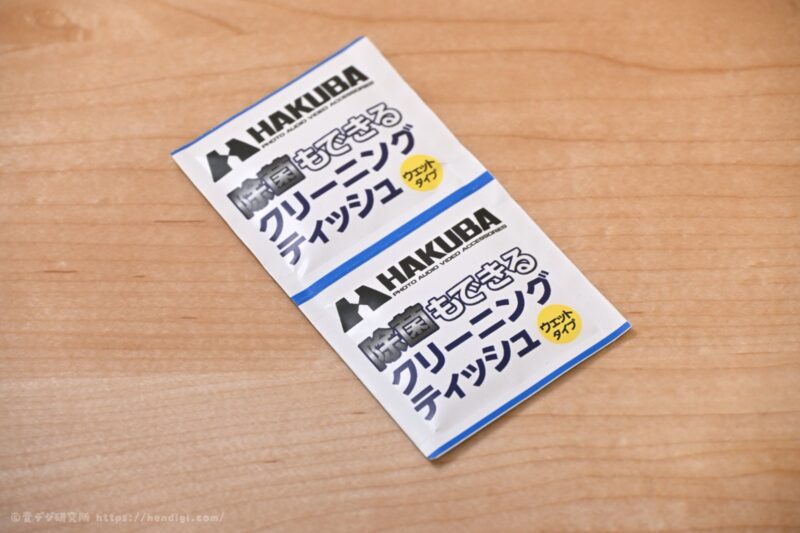 HAKUBA
PHOTO AUDIO VIDEO ACCESSORIES
除菌もできる
クリーニング
ティッシュ
ウェット
タイプ
HAKUBA
PHOTO AUDIO VIDEO ACCESSORIES
除菌もできる
クリーニング
ティッシュ
ウェット
タイプ
©変デジ研究所 https://hendigi.com/